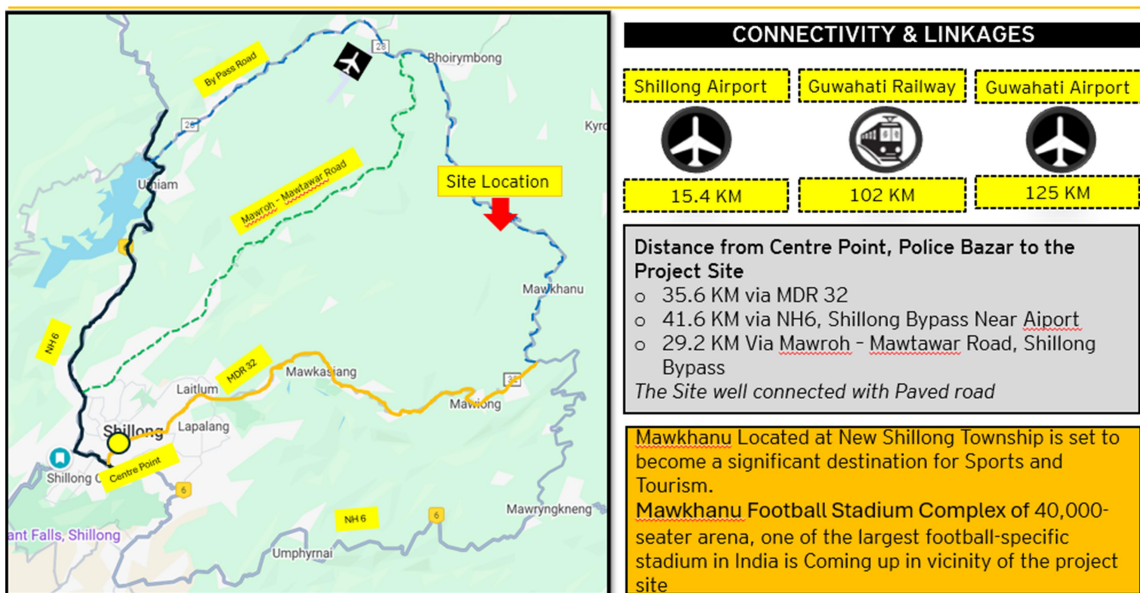 By Pass Road
28
Bhoirymbong
28
Umiam
Mawroh - Mawtawar Road
Site Location
6
Mawkhanu
NH 6
MDR 32
Mawkasiang
Laitlum
Mawlong
Lapalang
Shillong
Centre Point
6
NH 6
6
Mawryngkneng
Umphyrnai
ant Falls, Shillong
CONNECTIVITY & LINKAGES
Shillong Airport
Guwahati Railway
Guwahati Airport
15.4 KM
102 KM
125 KM
Distance from Centre Point, Police Bazar to the
Project Site
o 35.6 KM via MDR 32
o 41.6 KM via NH6, Shillong Bypass Near Aiport
o 29.2 KM Via Mawroh – Mawtawar Road, Shillong
Bypass
The Site well connected with Paved road
Mawkhanu Located at New Shillong Township is set to
become a significant destination for Sports and
Tourism.
Mawkhanu Football Stadium Complex of 40,000-
seater arena, one of the largest football-specific
stadium in India is Coming up in vicinity of the project
site